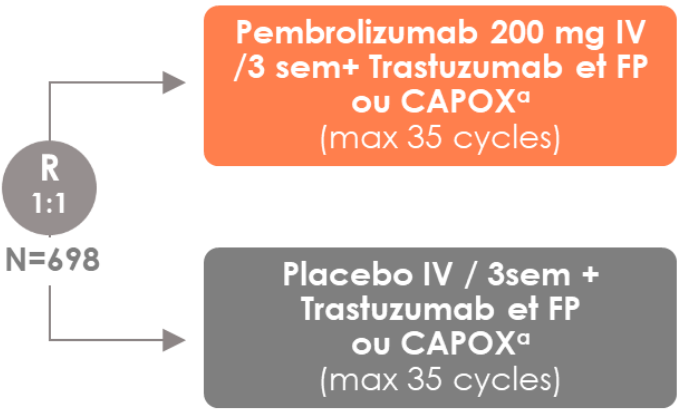 Pembrolizumab 200 mg IV
/3 sem+ Trastuzumab et FP
ou CAPOXᵃ
(max 35 cycles)
R
1:1
N=698
Placebo IV / 3sem +
Trastuzumab et FP
ou CAPOXᵃ
(max 35 cycles)